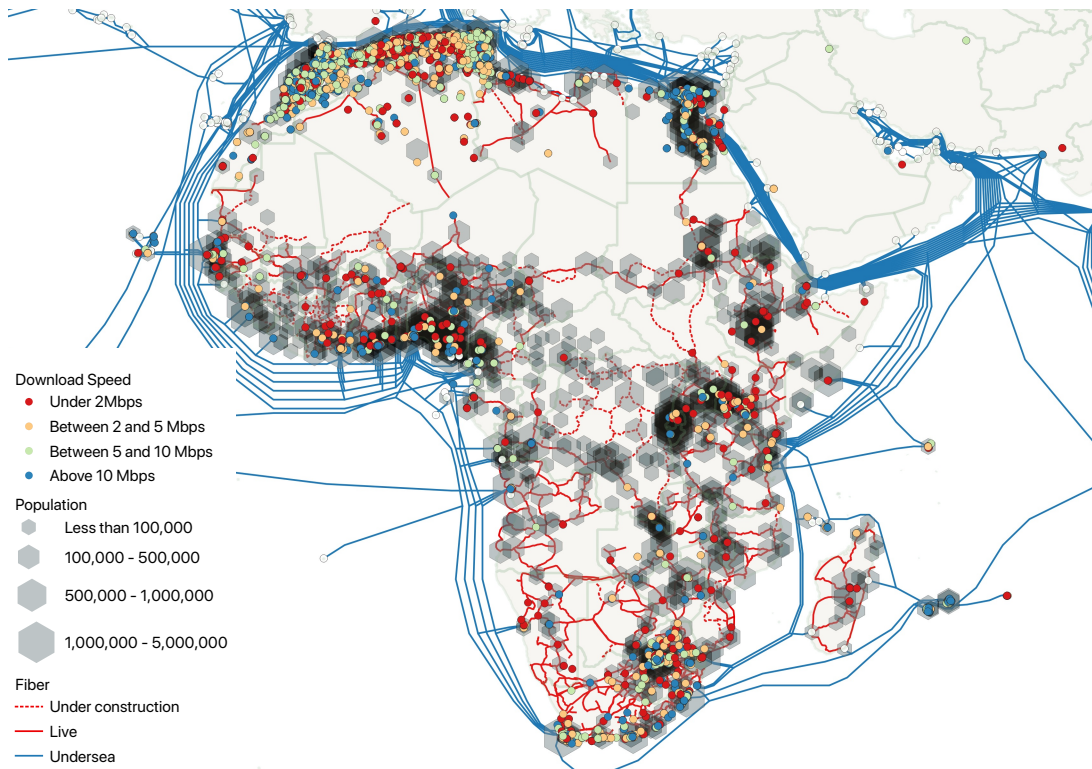 Download Speed
Under 2Mbps
Between 2 and 5 Mbps
Between 5 and 10 Mbps
Above 10 Mbps
Population
Less than 100,000
100,000 - 500,000
500,000 - 1,000,000
1,000,000 - 5,000,000
Fiber
Under construction
Live
Undersea